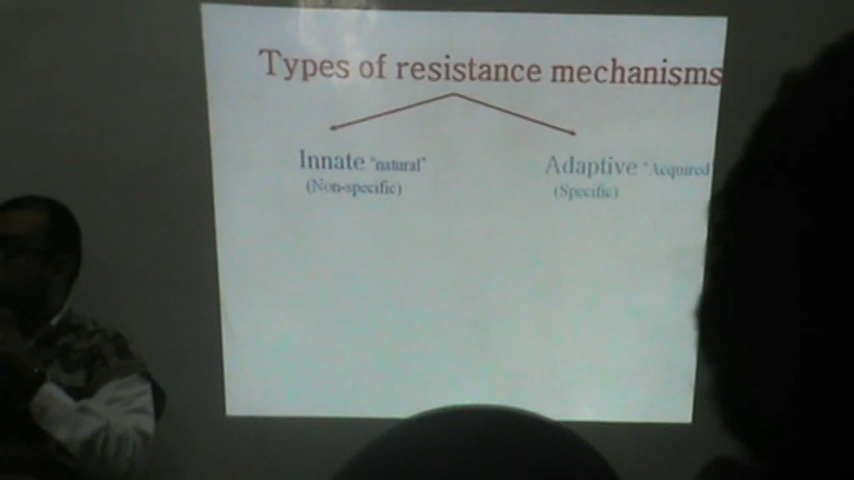 Types of resistance mechanisms
Innate "natural"
(Non-specific)
Adaptive "Acquired
(Specific)